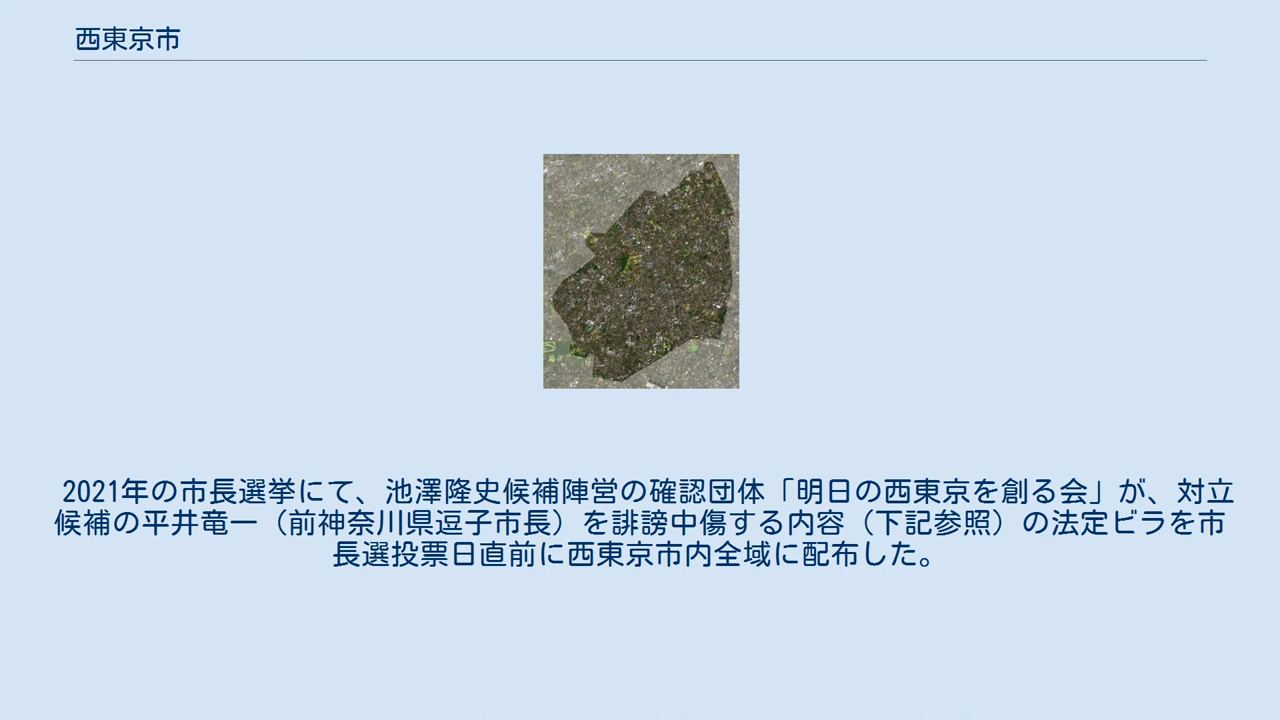 西東京市
2021年の市長選挙にて、池澤隆史候補陣営の確認団体「明日の西東京を創る会」が、対立
候補の平井竜一（前神奈川県逗子市長）を誹謗中傷する内容（下記参照）の法定ビラを市
長選投票日直前に西東京市内全域に配布した。